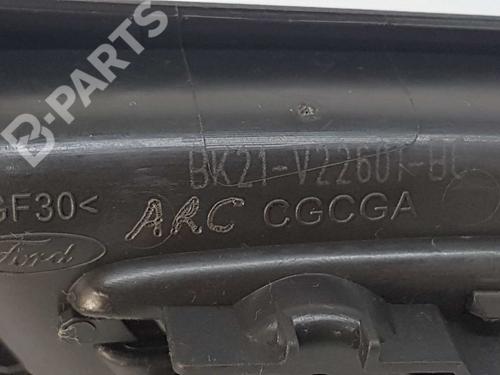 B-PARTS
BK21-V22601-BC
GF30<
ARC CGCGA
Ford